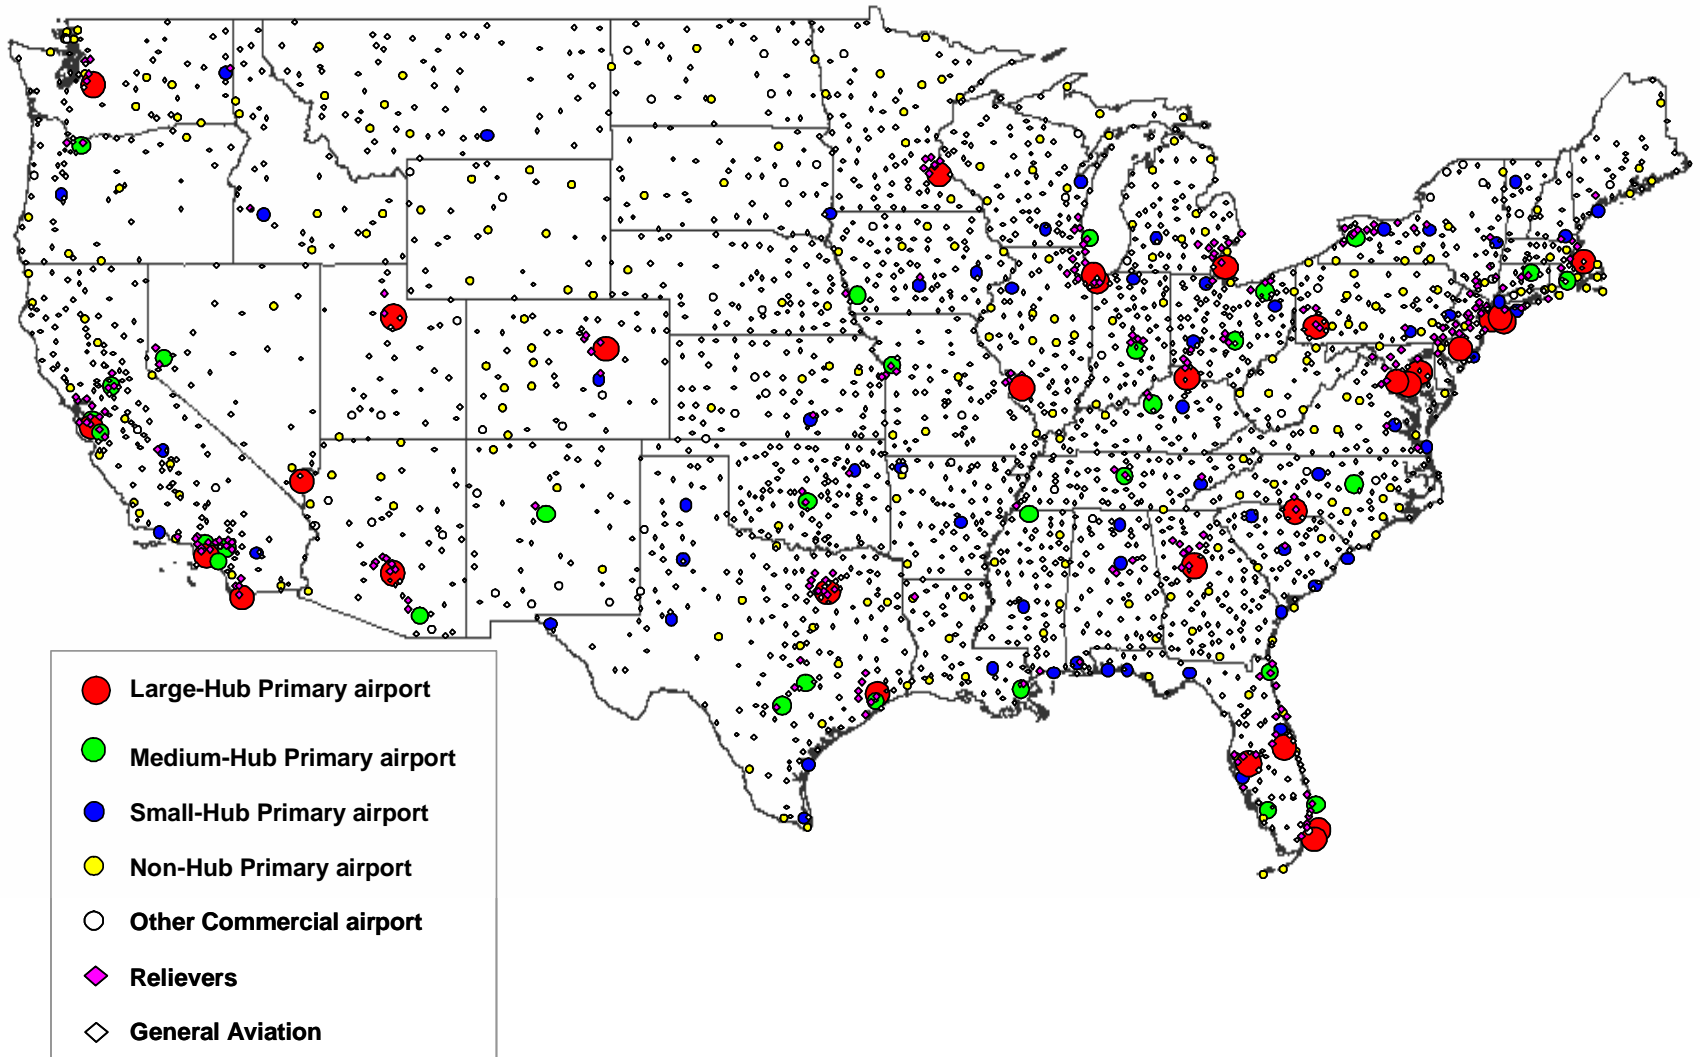 Large-Hub Primary airport
Medium-Hub Primary airport
Small-Hub Primary airport
Non-Hub Primary airport
Other Commercial airport
Relievers
General Aviation